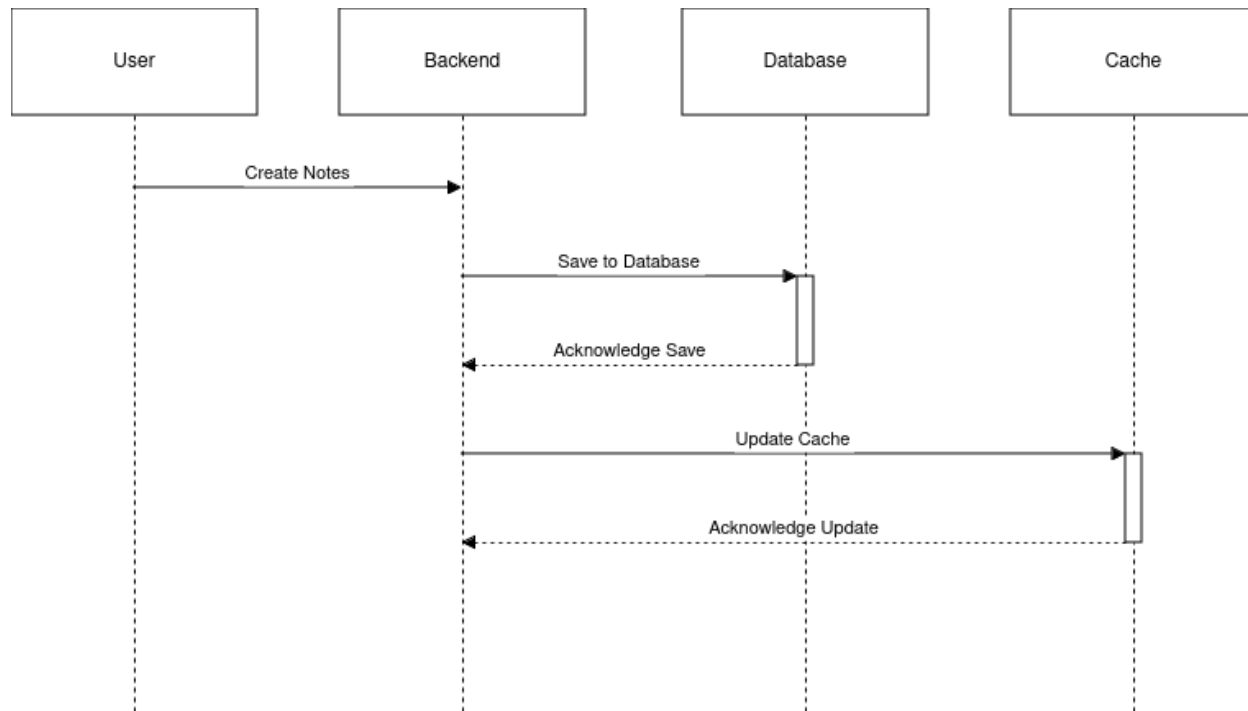 User
Backend
Database
Cache
Create Notes
Save to Database
Acknowledge Save
Update Cache
Acknowledge Update